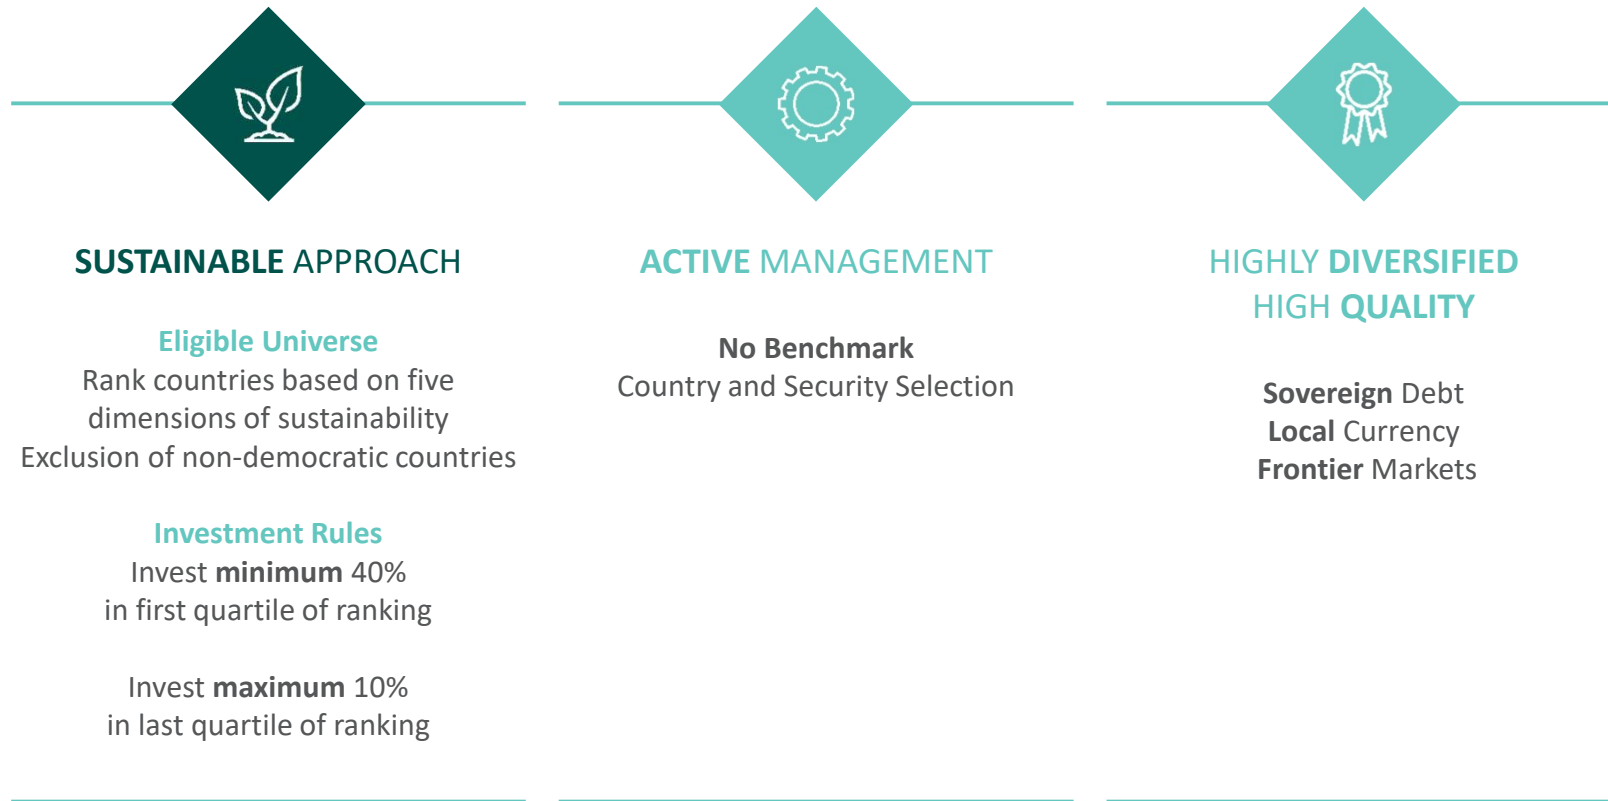 SUSTAINABLE APPROACH
Eligible Universe
Rank countries based on five
dimensions of sustainability
Exclusion of non-democratic countries
Investment Rules
Invest minimum 40%
in first quartile of ranking
Invest maximum 10%
in last quartile of ranking
ACTIVE MANAGEMENT
No Benchmark
Country and Security Selection
HIGHLY DIVERSIFIED
HIGH QUALITY
Sovereign Debt
Local Currency
Frontier Markets